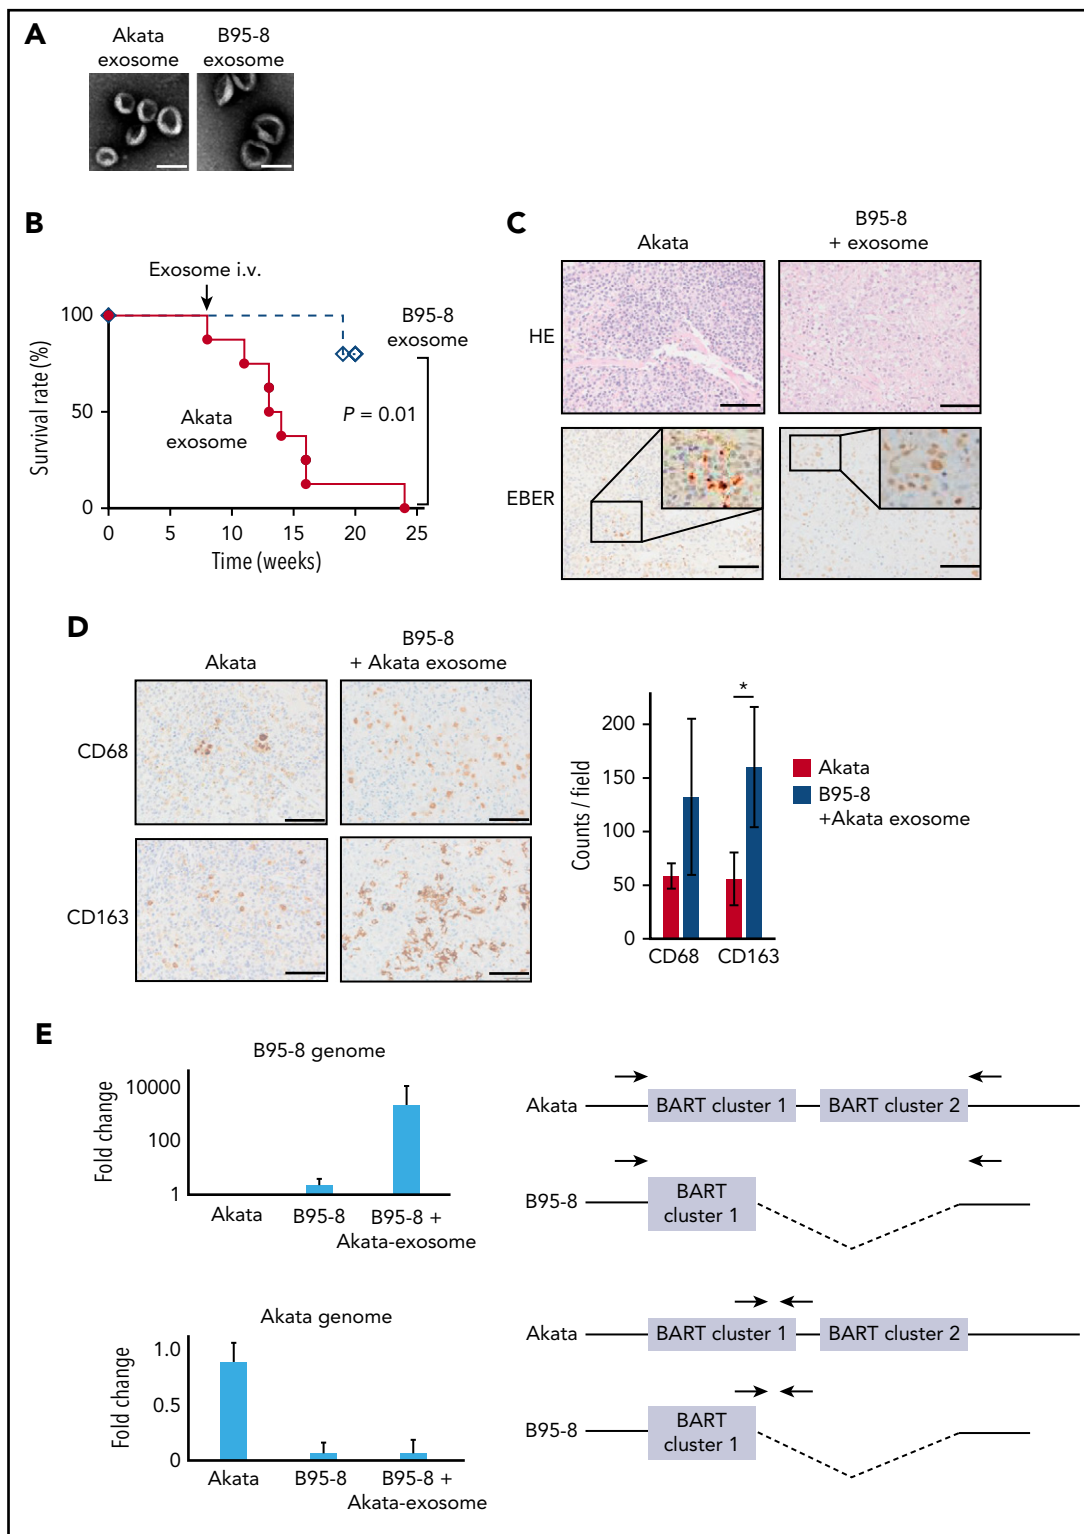 A
Akata
exosome
B95-8
exosome
B
Exosome i.v.
Survival rate (%)
100
50
0
0
5
10
15
20
25
Time (weeks)
B95-8
exosome
Akata
exosome
P = 0.01
C
Akata
B95-8
+ exosome
HE
EBER
D
Akata
B95-8
+ Akata exosome
CD68
CD163
Counts / field
200
150
100
50
0
CD68
CD163
*
Akata
B95-8
+Akata exosome
E
B95-8 genome
Fold change
10000
100
1
Akata
B95-8
B95-8 +
Akata-exosome
Akata
BART cluster 1
BART cluster 2
B95-8
BART
cluster 1
Akata genome
Fold change
1.0
0.5
0
Akata
B95-8
B95-8 +
Akata-exosome
Akata
BART cluster 1
BART cluster 2
B95-8
BART
cluster 1